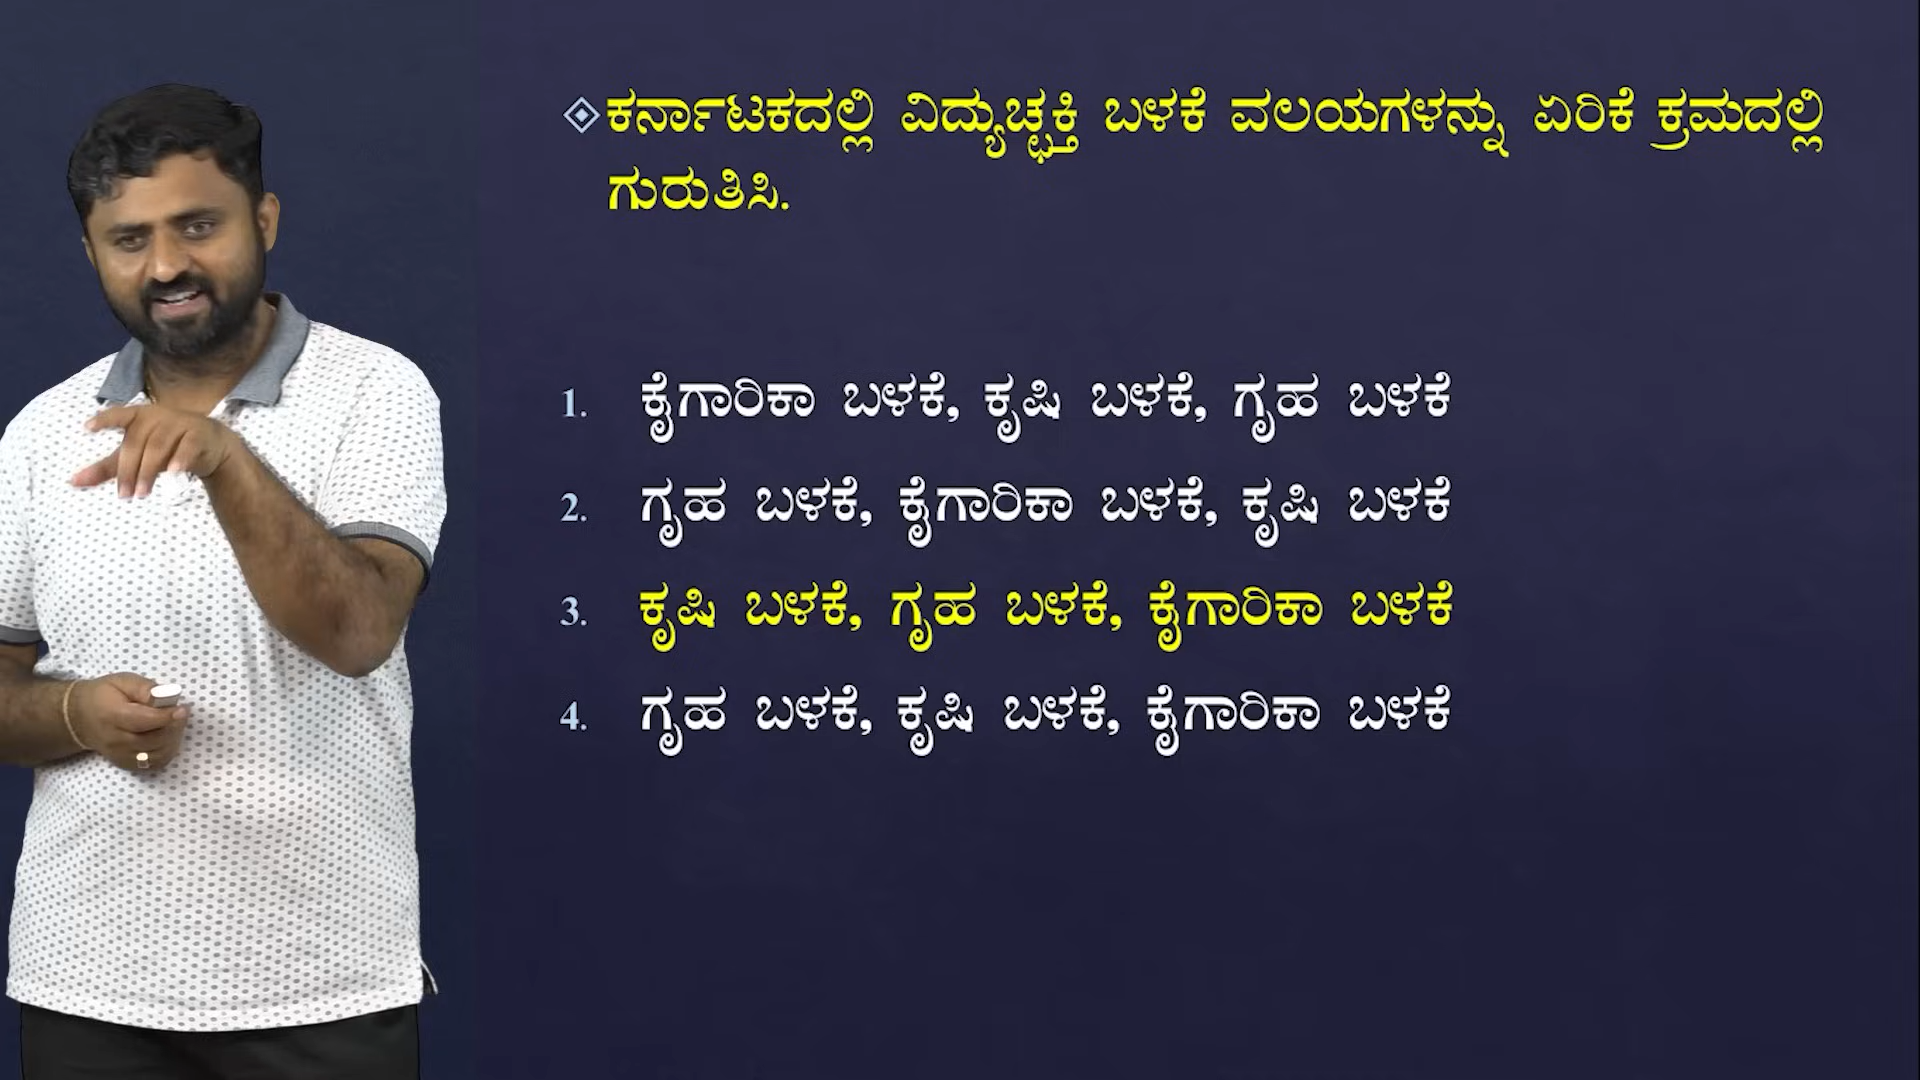 ಕರ್ನಾಟಕದಲ್ಲಿ ವಿದ್ಯುಚ್ಛಕ್ತಿ ಬಳಕೆ ವಲಯಗಳನ್ನು ಏರಿಕೆ ಕ್ರಮದಲ್ಲಿ
ಗುರುತಿಸಿ.
1. ಕೈಗಾರಿಕಾ ಬಳಕೆ, ಕೃಷಿ ಬಳಕೆ, ಗೃಹ ಬಳಕೆ
2. ಗೃಹ ಬಳಕೆ, ಕೈಗಾರಿಕಾ ಬಳಕೆ, ಕೃಷಿ ಬಳಕೆ
3. ಕೃಷಿ ಬಳಕೆ, ಗೃಹ ಬಳಕೆ, ಕೈಗಾರಿಕಾ ಬಳಕೆ
4. ಗೃಹ ಬಳಕೆ, ಕೃಷಿ ಬಳಕೆ, ಕೈಗಾರಿಕಾ ಬಳಕೆ